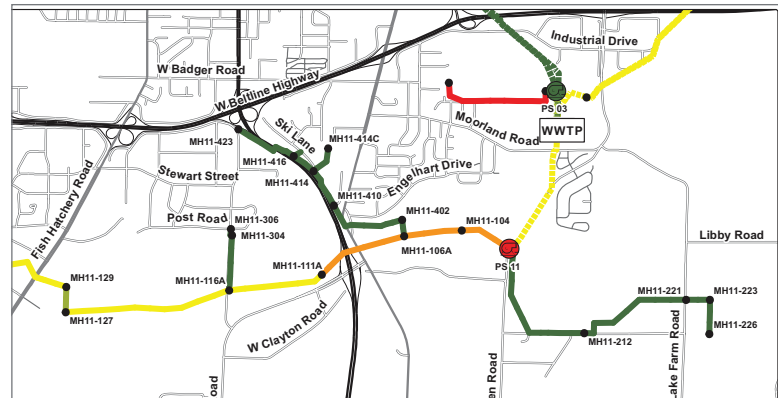 Industrial Drive
W Badger Road
W Beltline Highway
PS 03
Moorland Road
WWTP
Ski Lane
MH11-414C
MH11-423
MH11-416
MH11-414
Engelhart Drive
Stewart Street
Fish Hatchery Road
MH11-410
Post Road
MH11-306
MH11-304
MH11-402
MH11-104
Libby Road
MH11-106A
PS 11
MH11-111A
MH11-129
MH11-116A
MH11-221
MH11-223
MH11-127
MH11-226
W Clayton Road
MH11-212
Lake Farm Road
oad
en Road